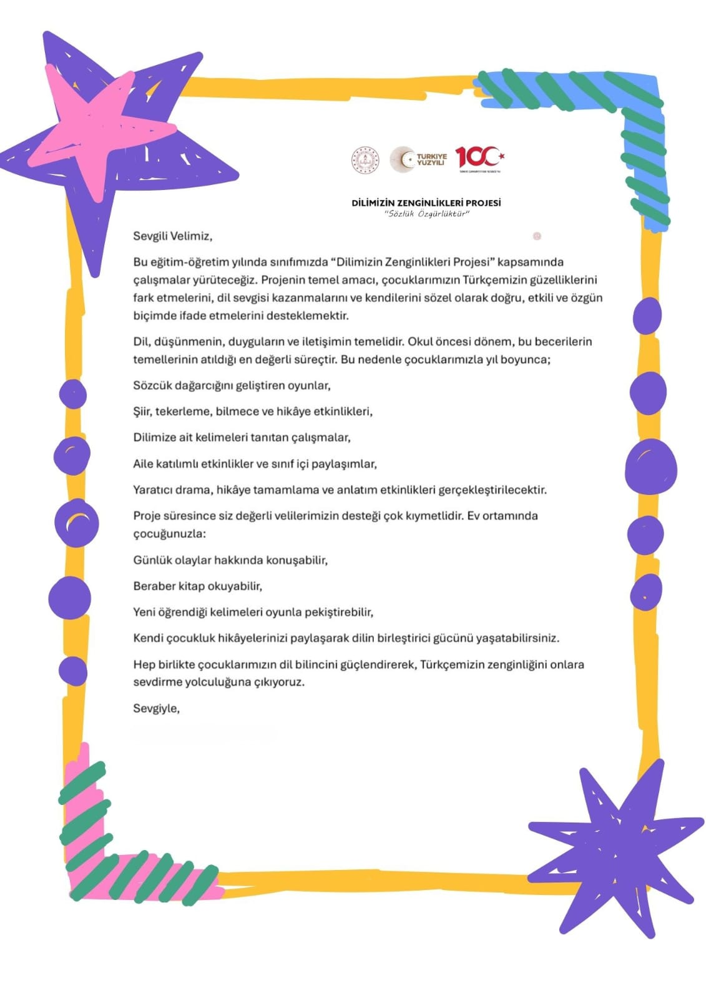 TÜRKİYE
YÜZYILI
100
DİLİMİZİN ZENGİNLİKLERİ PROJESİ
"Sözlük Özgürlüktür"
Sevgili Velimiz,
Bu eğitim-öğretim yılında sınıfımızda “Dilimizin Zenginlikleri Projesi” kapsamında
çalışmalar yürüteceğiz. Projenin temel amacı, çocuklarımızın Türkçemizin güzelliklerini
fark etmelerini, dil sevgisi kazanmalarını ve kendilerini sözel olarak doğru, etkili ve özgün
biçimde ifade etmelerini desteklemektir.
Dil, düşünmenin, duyguların ve iletişimin temelidir. Okul öncesi dönem, bu becerilerin
temellerinin atıldığı en değerli süreçtir. Bu nedenle çocuklarımızla yıl boyunca;
Sözcük dağarcığını geliştiren oyunlar,
Şiir, tekerleme, bilmece ve hikâye etkinlikleri,
Dilimize ait kelimeleri tanıtan çalışmalar,
Aile katılımlı etkinlikler ve sınıf içi paylaşımlar,
Yaratıcı drama, hikâye tamamlama ve anlatım etkinlikleri gerçekleştirilecektir.
Proje süresince siz değerli velilerimizin desteği çok kıymetlidir. Ev ortamında
çocuğunuzla:
Günlük olaylar hakkında konuşabilir,
Beraber kitap okuyabilir,
Yeni öğrendiği kelimeleri oyunla pekiştirebilir,
Kendi çocukluk hikâyelerinizi paylaşarak dilin birleştirici gücünü yaşatabilirsiniz.
Hep birlikte çocuklarımızın dil bilincini güçlendirerek, Türkçemizin zenginliğini onlara
sevdirme yolculuğuna çıkıyoruz.
Sevgiyle,